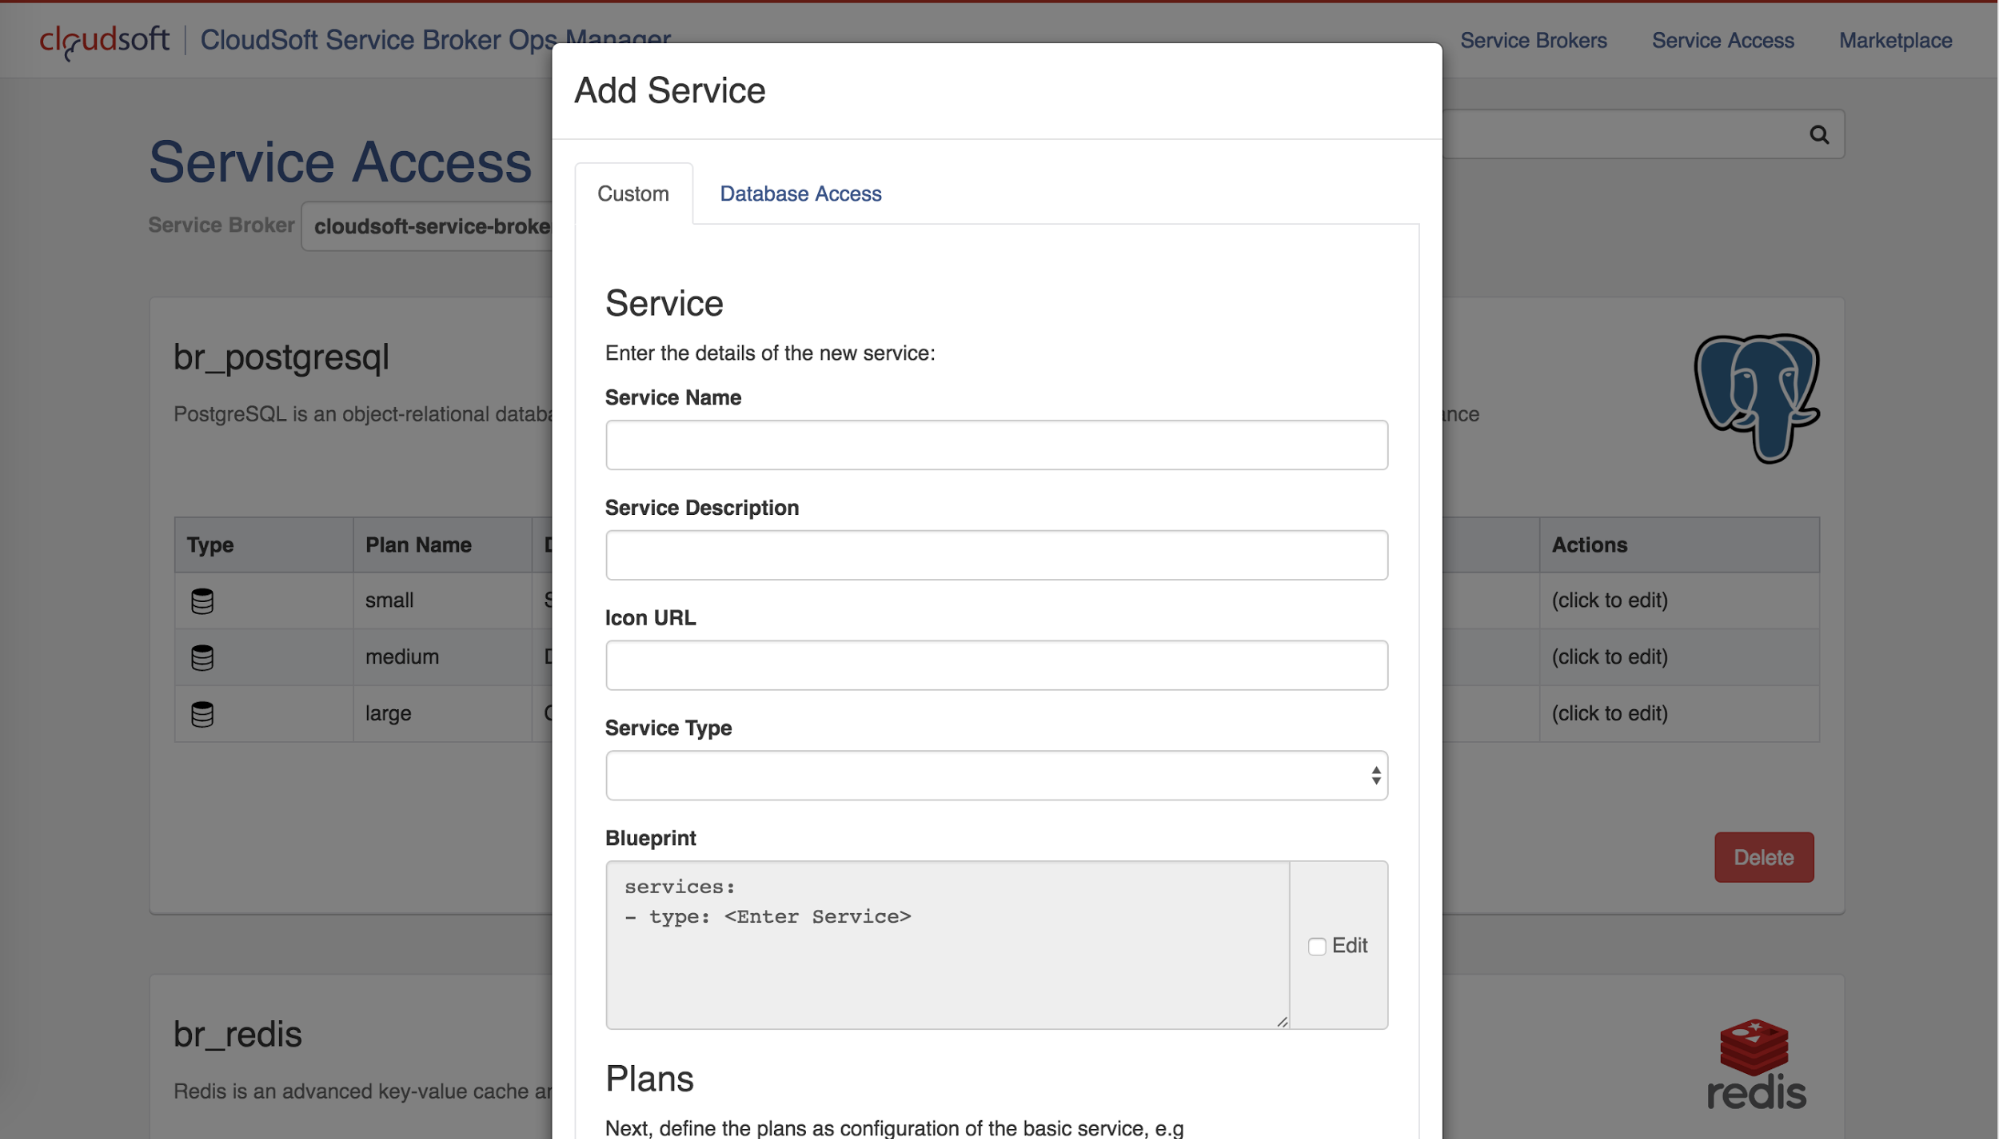 cloudsoft
CloudSoft Service Broker Ops Manager
Service Brokers
Service Access
Marketplace
Add Service
Service Access
Custom
Database Access
Service Broker
cloudsoft-service-broke
Service
Enter the details of the new service:
br_postgresql
Service Name
PostgreSQL is an object-relational
Service Description
Type
Plan Name
Actions
small
(click to edit)
Icon URL
medium
(click to edit)
large
(click to edit)
Service Type
Blueprint
Delete
services:
- type: <Enter Service>
Edit
br_redis
Plans
Redis is an advanced key-value cache
redis
Next, define the plans as configuration of the basic service, e.g